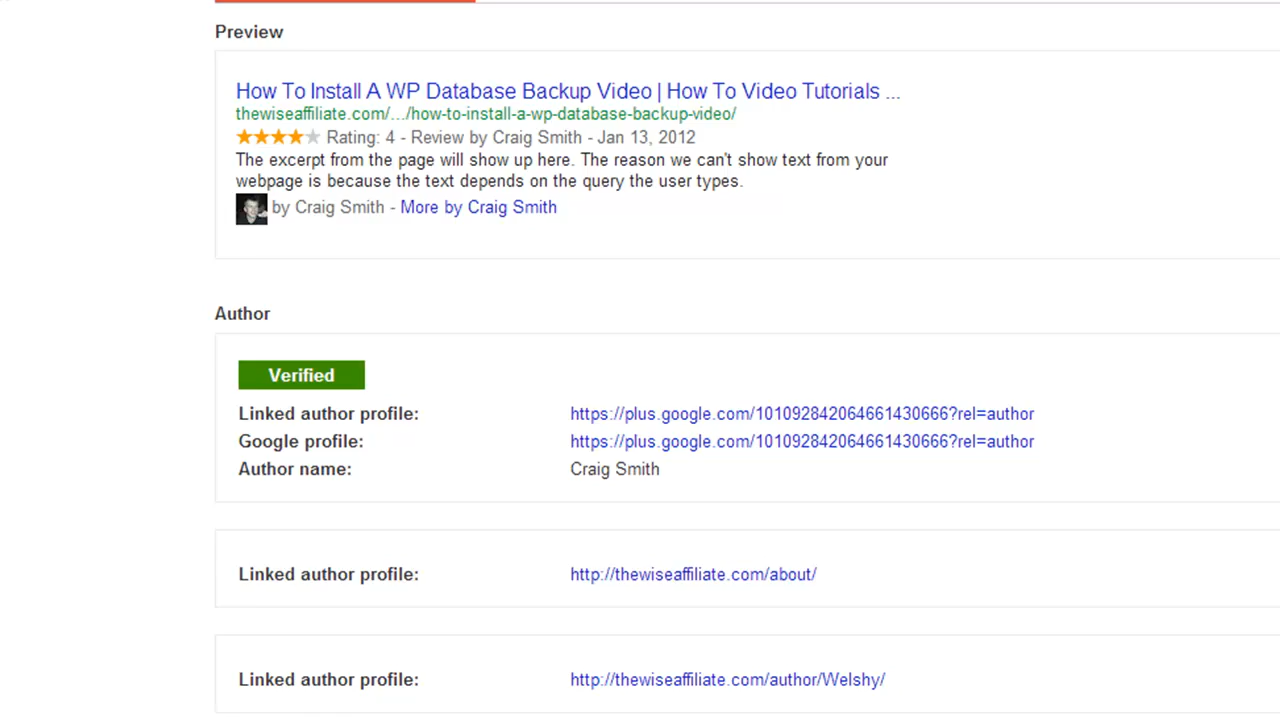 Preview
How To Install A WP Database Backup Video | How To Video Tutorials ...
thewiseaffiliate.com/.../how-to-install-a-wp-database-backup-video/
Rating: 4 - Review by Craig Smith - Jan 13, 2012
The excerpt from the page will show up here. The reason we can't show text from your
webpage is because the text depends on the query the user types.
by Craig Smith - More by Craig Smith
Author
Verified
Linked author profile: https://plus.google.com/101092842064661430666?rel=author
Google profile: https://plus.google.com/101092842064661430666?rel=author
Author name: Craig Smith
Linked author profile: http://thewiseaffiliate.com/about/
Linked author profile: http://thewiseaffiliate.com/author/Welshy/